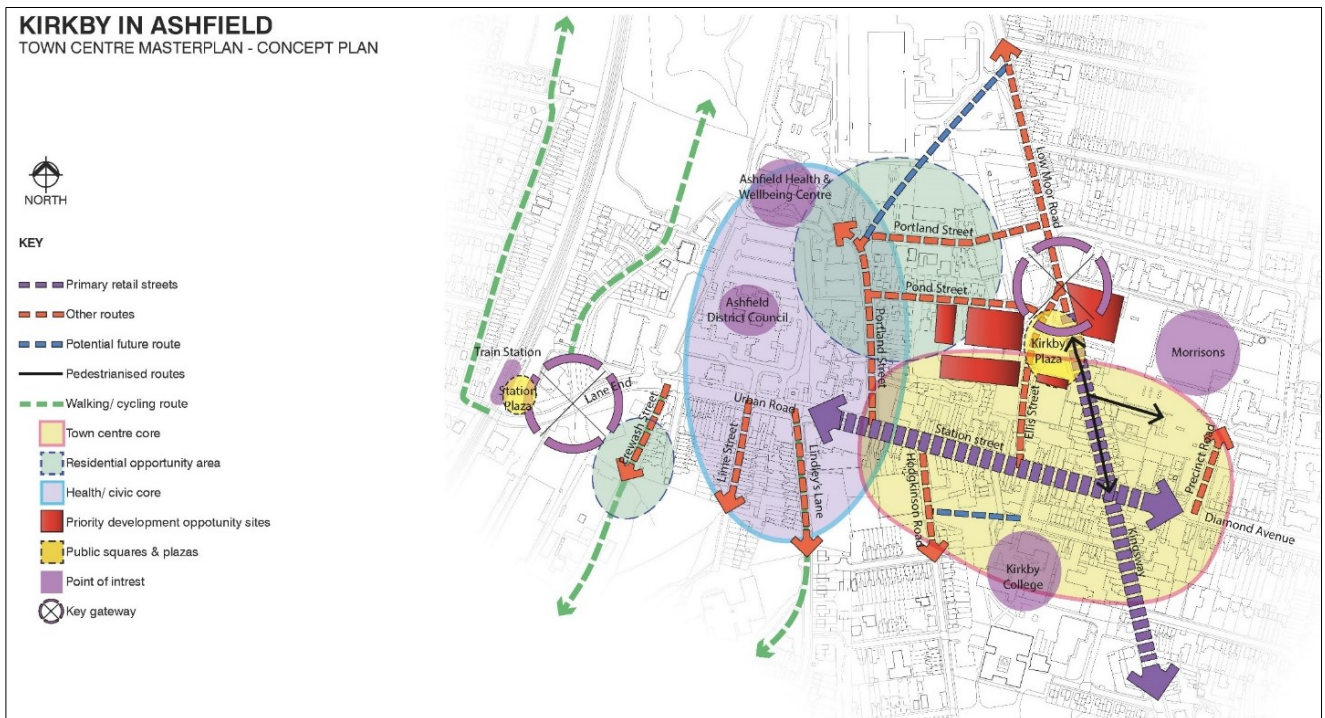 KIRKBY IN ASHFIELD
TOWN CENTRE MASTERPLAN - CONCEPT PLAN
NORTH
KEY
Primary retail streets
Other routes
Potential future route
Pedestrianised routes
Walking/ cycling route
Town centre core
Residential opportunity area
Health/ civic core
Priority development oppotunity sites
Public squares & plazas
Point of intrest
Key gateway
Ashfield Health &
Wellbeing Centre
Low Moor Road
Portland Street
Pond Street
Ashfield
District Council
Portland Street
Kirkby
Plaza
Morrisons
Train Station
Station
Plaza
Lane End
Erewash Street
Urban Road
Lime Street
Lindley's Lane
Station street
Ellis Street
Hodgkinson Road
Precinct Road
Diamond Avenue
Kingsway
Kirkby
College